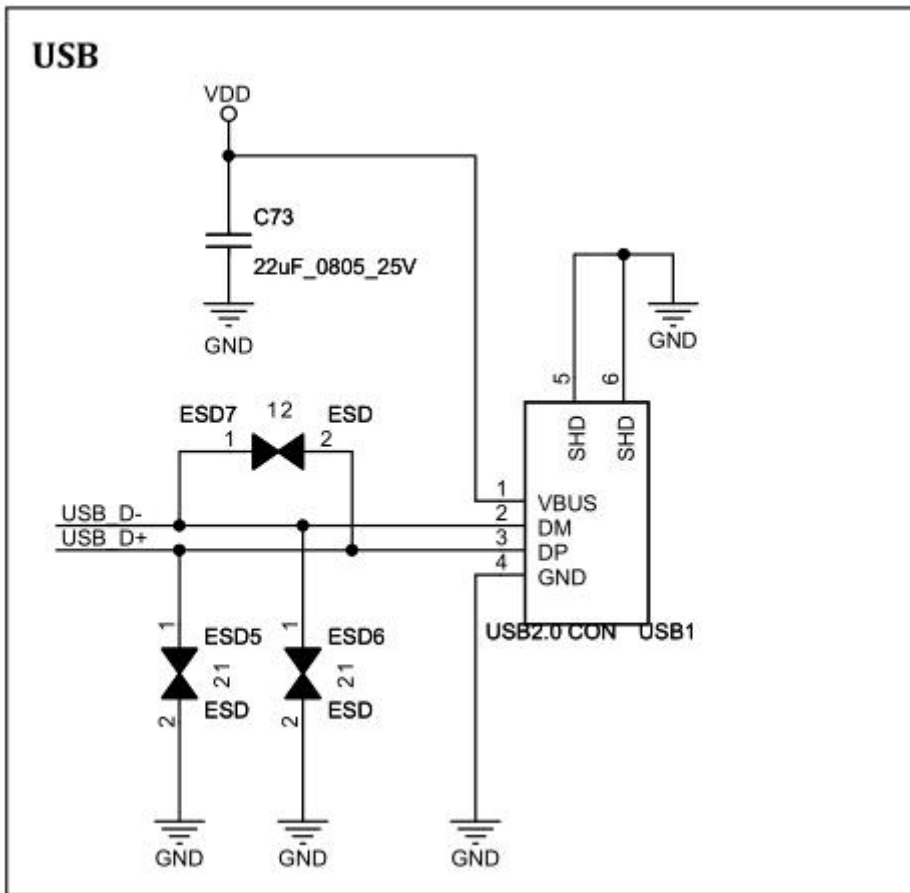 USB
VDD
C73
22uF_0805_25V
GND
GND
5
6
SHD
SHD
ESD7
12
ESD
1
2
USB_D-
USB_D+
1
VBUS
2
DM
3
DP
4
GND
USB2.0 CON
USB1
1
ESD5
21
2
ESD
1
ESD6
21
2
ESD
GND
GND
GND